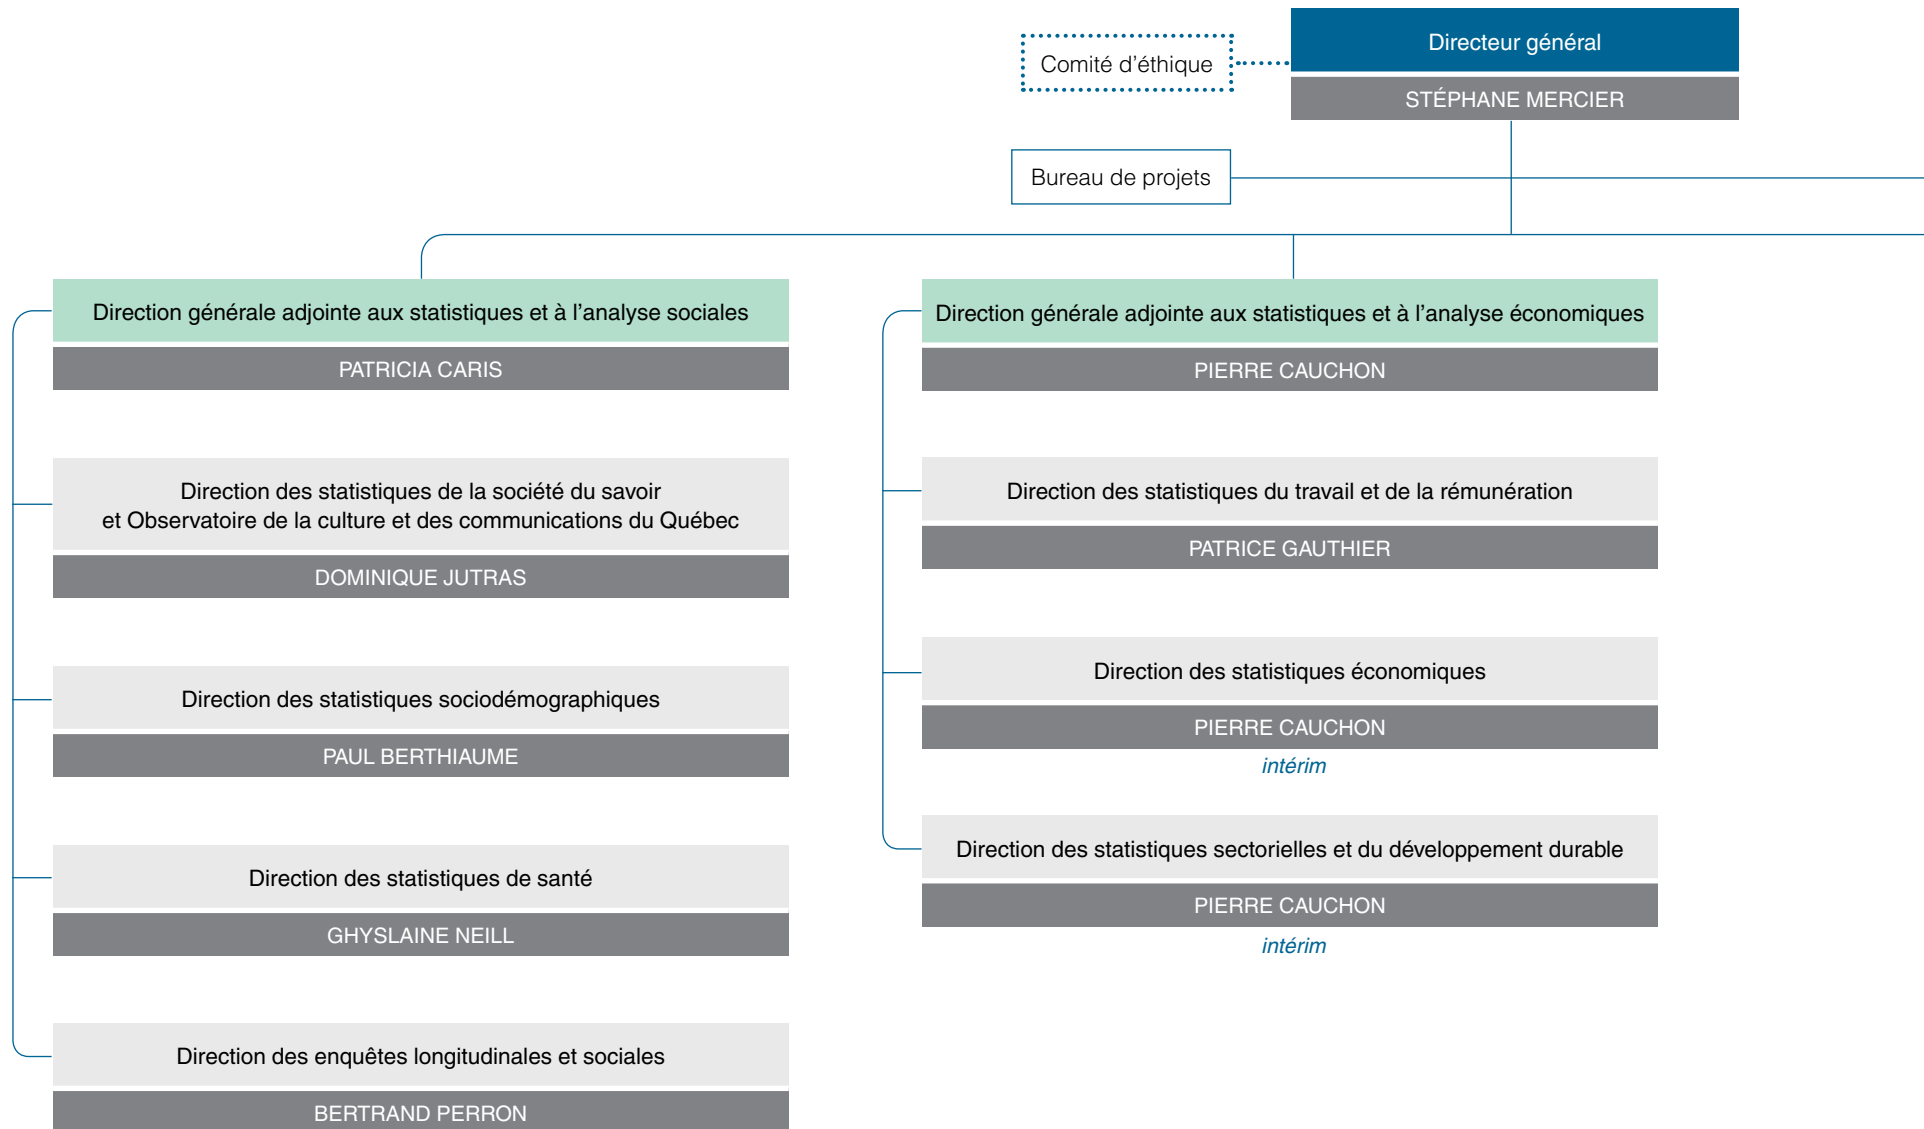 Directeur général
Comité d'éthique
STÉPHANE MERCIER
Bureau de projets
Direction générale adjointe aux statistiques et à l'analyse sociales
PATRICIA CARIS
Direction des statistiques de la société du savoir
et Observatoire de la culture et des communications du Québec
DOMINIQUE JUTRAS
Direction des statistiques sociodémographiques
PAUL BERTHIAUME
Direction des statistiques de santé
GHYSLAINE NEILL
Direction des enquêtes longitudinales et sociales
BERTRAND PERRON
Direction générale adjointe aux statistiques et à l'analyse économiques
PIERRE CAUCHON
Direction des statistiques du travail et de la rémunération
PATRICE GAUTHIER
Direction des statistiques économiques
PIERRE CAUCHON
intérim
Direction des statistiques sectorielles et du développement durable
PIERRE CAUCHON
intérim